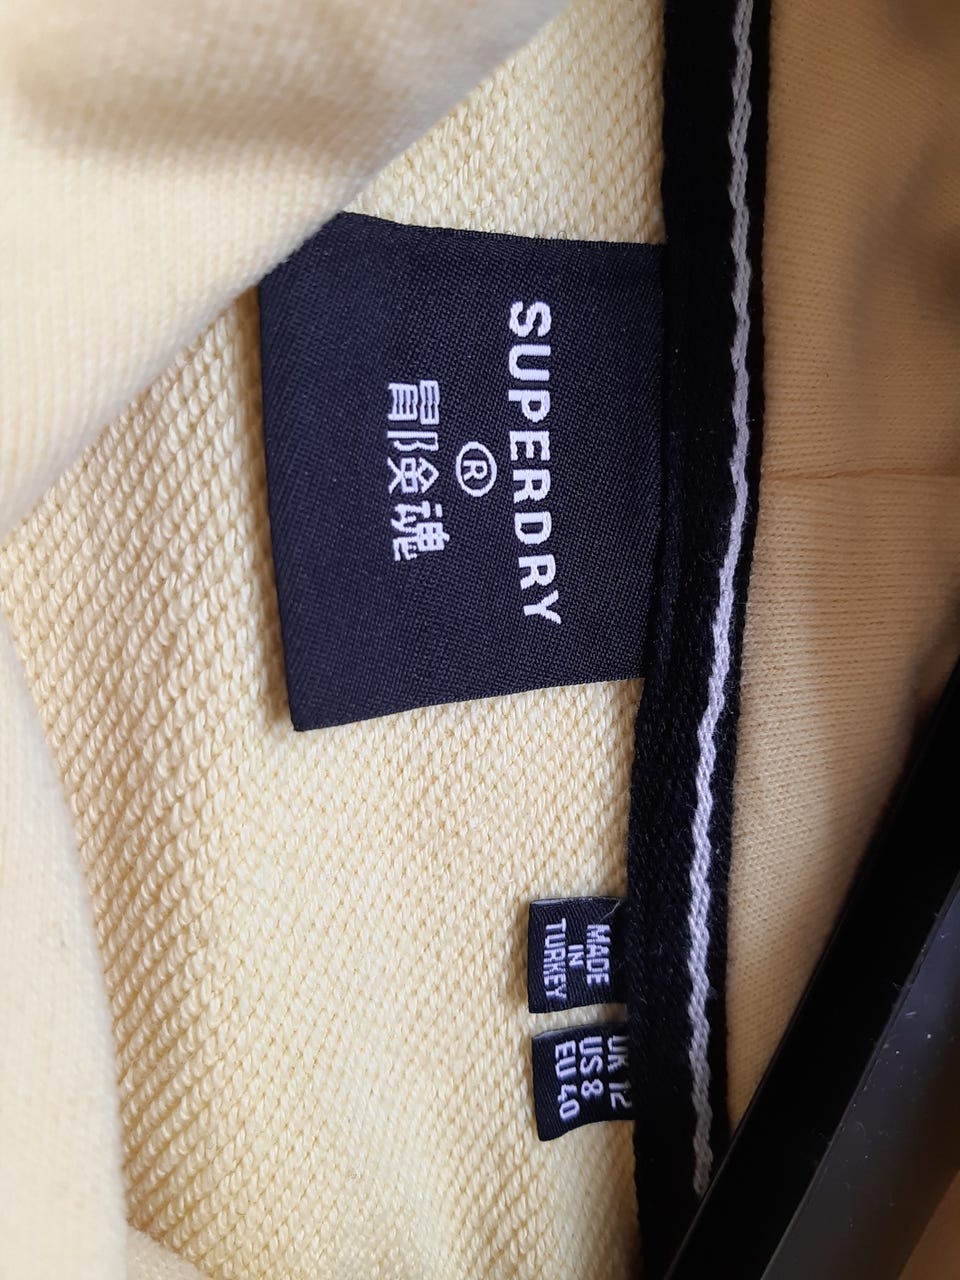 SUPERDRY
®
冒険魂
MADE
IN
TURKEY
UK 12
US 8
EU 40